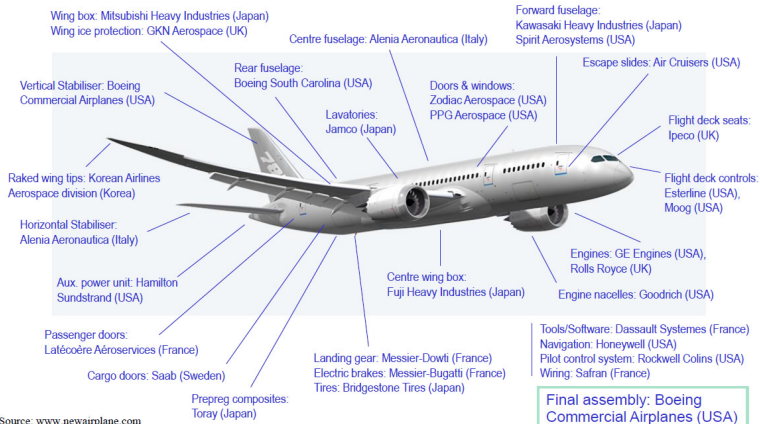 Wing box: Mitsubishi Heavy Industries (Japan)
Wing ice protection: GKN Aerospace (UK)
Centre fuselage: Alenia Aeronautica (Italy)
Forward fuselage:
Kawasaki Heavy Industries (Japan)
Spirit Aerosystems (USA)
Escape slides: Air Cruisers (USA)
Rear fuselage:
Boeing South Carolina (USA)
Vertical Stabiliser: Boeing
Commercial Airplanes (USA)
Doors & windows:
Zodiac Aerospace (USA)
PPG Aerospace (USA)
Lavatories:
Jamco (Japan)
Flight deck seats:
Ipeco (UK)
787
Raked wing tips: Korean Airlines
Aerospace division (Korea)
Flight deck controls:
Esterline (USA),
Moog (USA)
Horizontal Stabiliser:
Alenia Aeronautica (Italy)
Engines: GE Engines (USA),
Rolls Royce (UK)
Aux. power unit: Hamilton
Sundstrand (USA)
Centre wing box:
Fuji Heavy Industries (Japan)
Engine nacelles: Goodrich (USA)
Passenger doors:
Latécoère Aéroservices (France)
Tools/Software: Dassault Systemes (France)
Navigation: Honeywell (USA)
Pilot control system: Rockwell Colins (USA)
Wiring: Safran (France)
Landing gear: Messier-Dowti (France)
Electric brakes: Messier-Bugatti (France)
Tires: Bridgestone Tires (Japan)
Cargo doors: Saab (Sweden)
Prepreg composites:
Toray (Japan)
Final assembly: Boeing
Commercial Airplanes (USA)
Source: www.newairplane.com